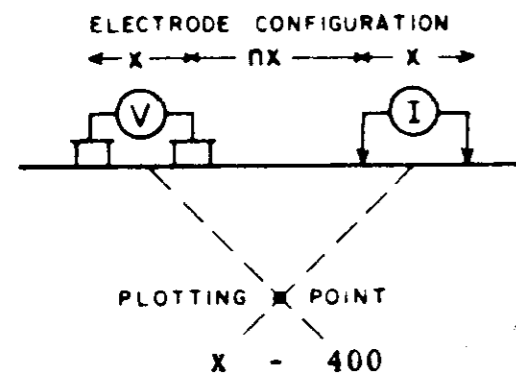 ELECTRODE CONFIGURATION
x nx x
V I
PLOTTING POINT
X - 400